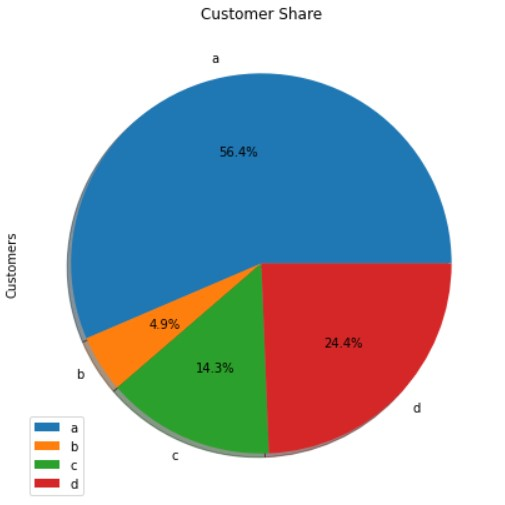 Customer Share
a
56.4%
Customers
4.9%
24.4%
14.3%
b
d
c
a
b
c
d